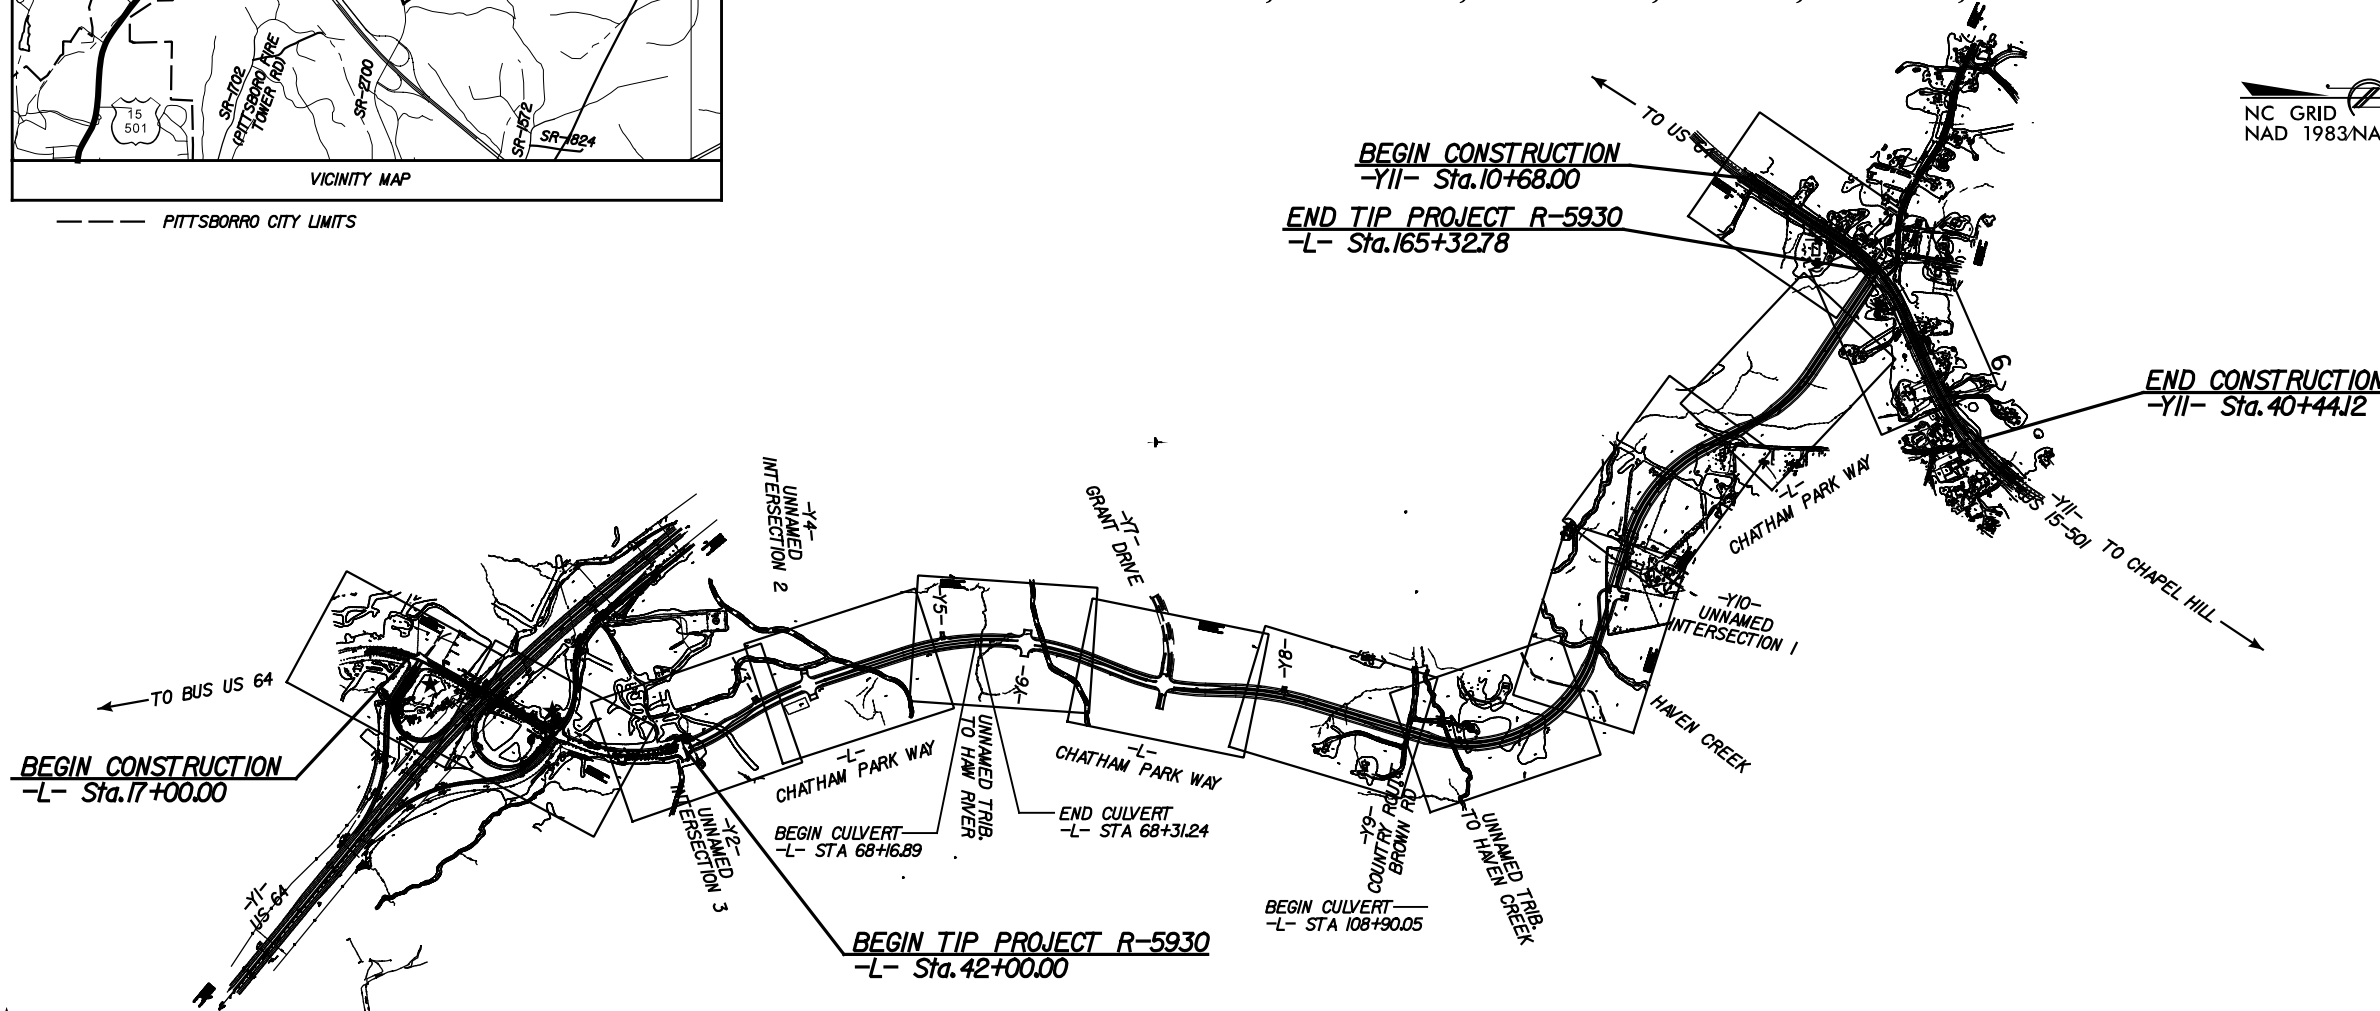 SR-1702
(PITTSBORO FIRE
TOWER RD)
SR-2700
SR-1572
SR-1824
15
501
VICINITY MAP
PITTSBORRO CITY LIMITS
NC GRID
NAD 1983/NA
TO US 64
BEGIN CONSTRUCTION
-Y11- Sta. 10+68.00
END TIP PROJECT R-5930
-L- Sta. 165+32.78
END CONSTRUCTION
-Y11- Sta. 40+44.12
-Y11-
US 15-501
TO CHAPEL HILL
-L-
CHATHAM PARK WAY
-Y10-
UNNAMED
INTERSECTION 1
HAVEN CREEK
-Y4-
UNNAMED
INTERSECTION 2
-Y7-
GRANT DRIVE
-Y5-
-Y6-
-Y8-
TO BUS US 64
BEGIN CONSTRUCTION
-L- Sta. 17+00.00
-Y1-
US-64
-L-
CHATHAM PARK WAY
-L-
CHATHAM PARK WAY
UNNAMED TRIB.
TO HAW RIVER
BEGIN CULVERT
-L- STA 68+16.89
END CULVERT
-L- STA 68+31.24
-Y2-
UNNAMED
INTERSECTION 3
-Y9-
COUNTRY ROUT
BROWN RD
UNNAMED TRIB.
TO HAVEN CREEK
BEGIN CULVERT
-L- STA 108+90.05
BEGIN TIP PROJECT R-5930
-L- Sta. 42+00.00